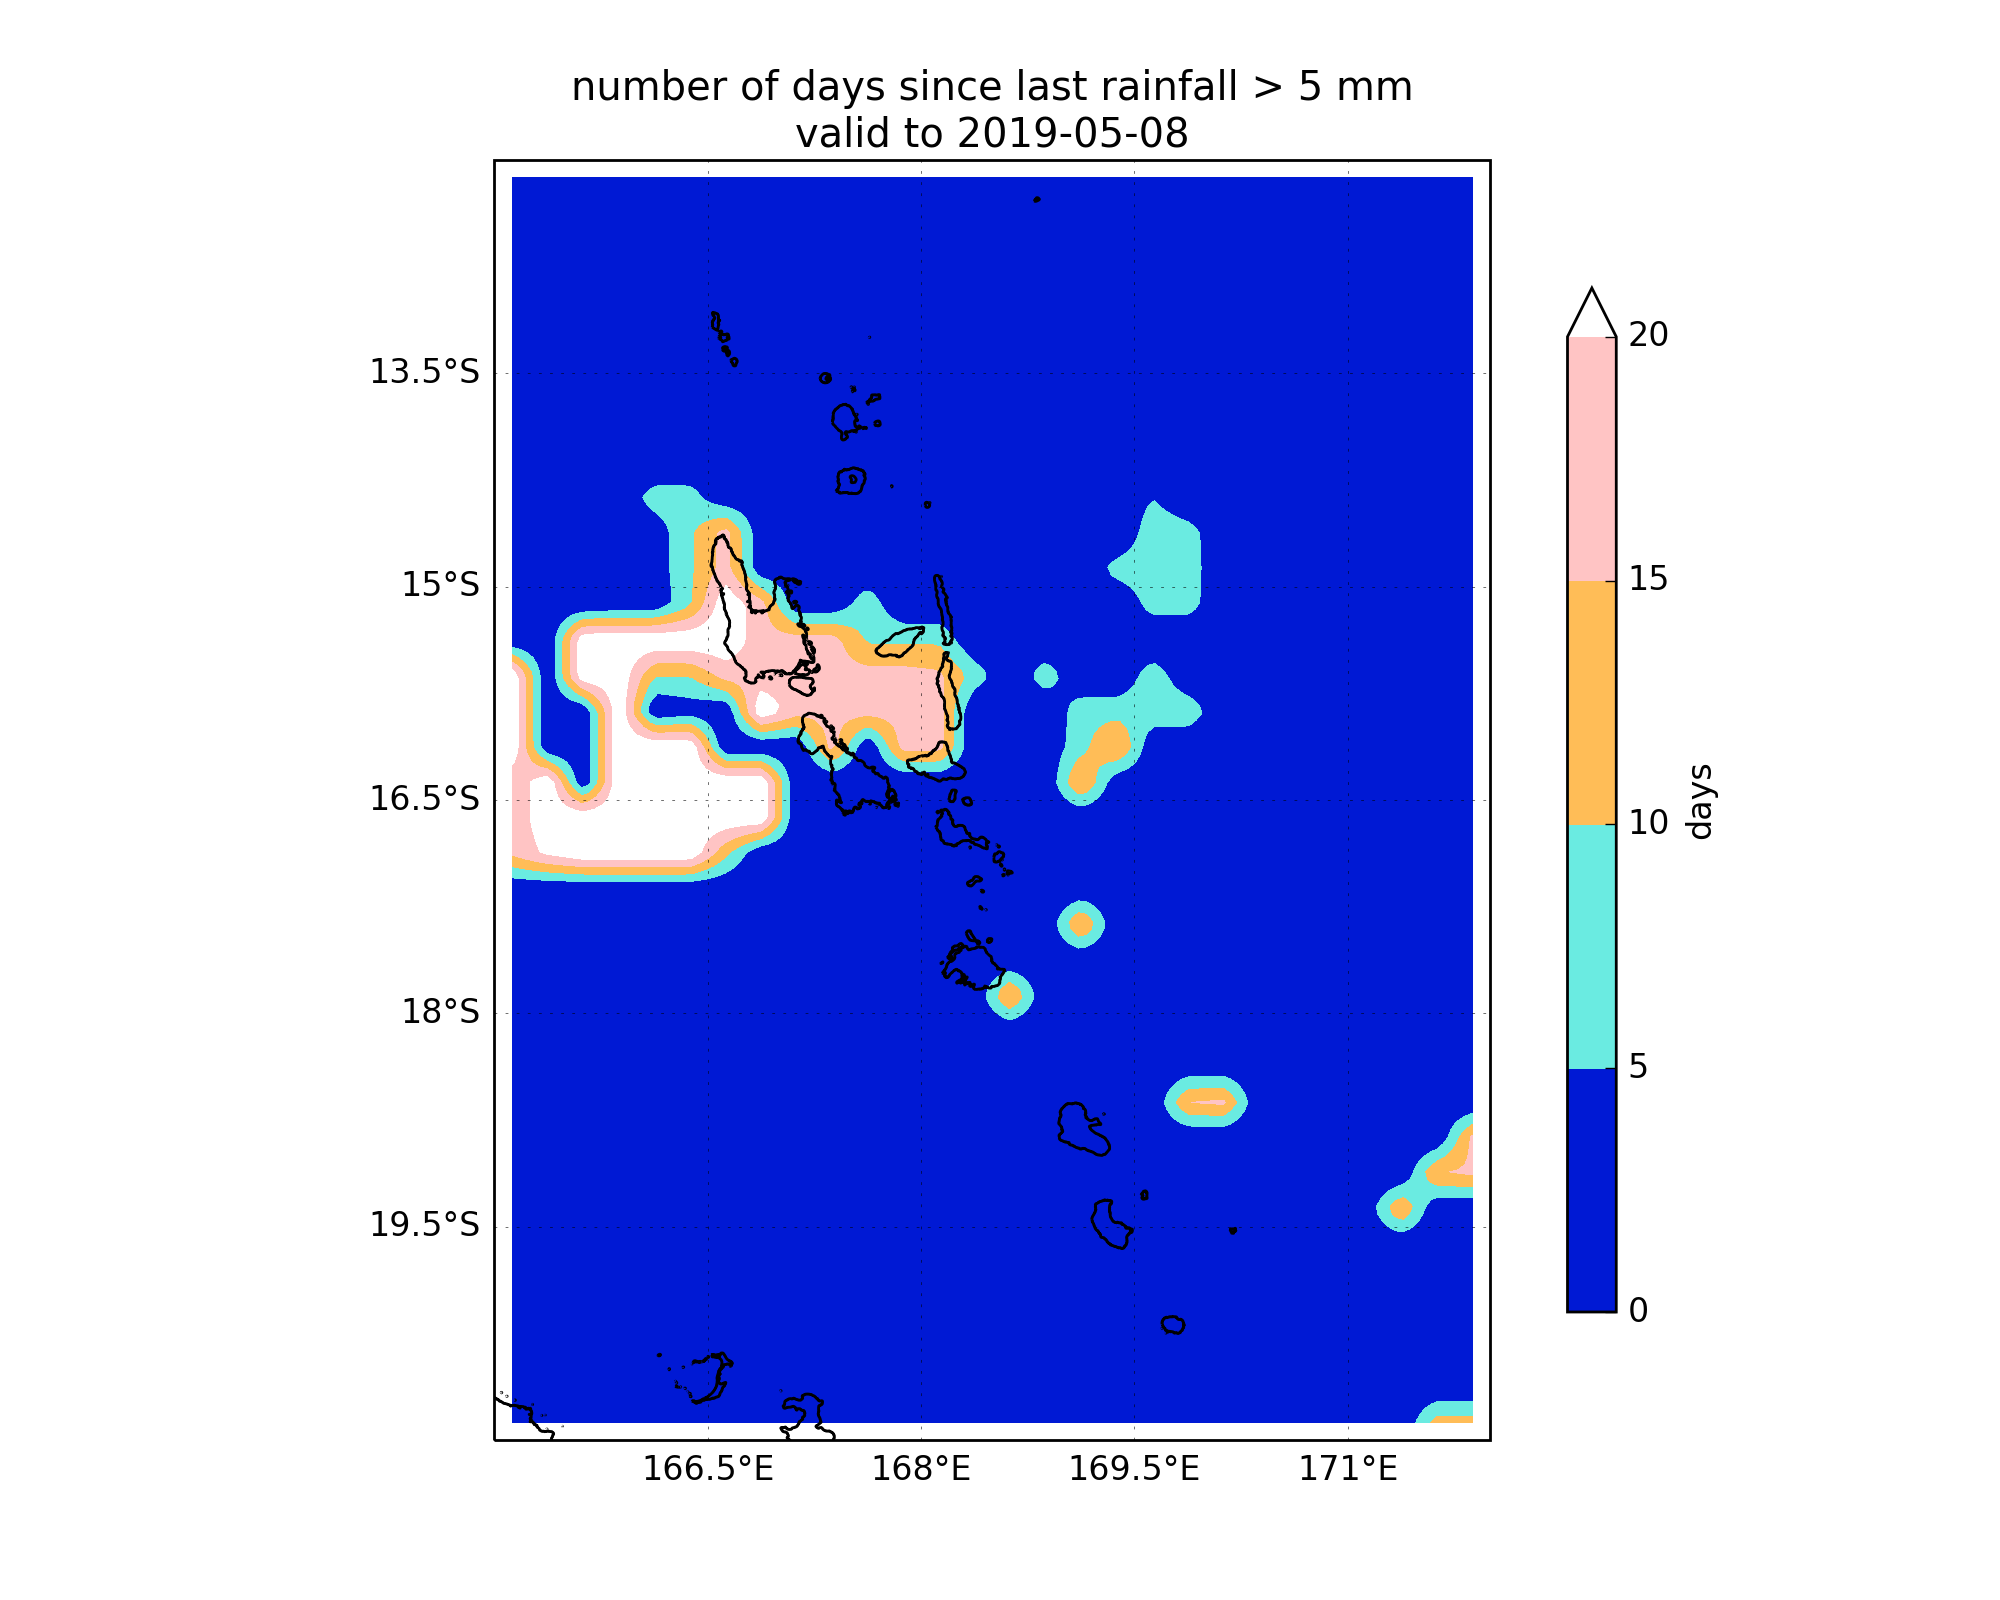 number of days since last rainfall > 5 mm
valid to 2019-05-08
13.5°S
15°S
16.5°S
18°S
19.5°S
166.5°E
168°E
169.5°E
171°E
20
15
10
5
0
days